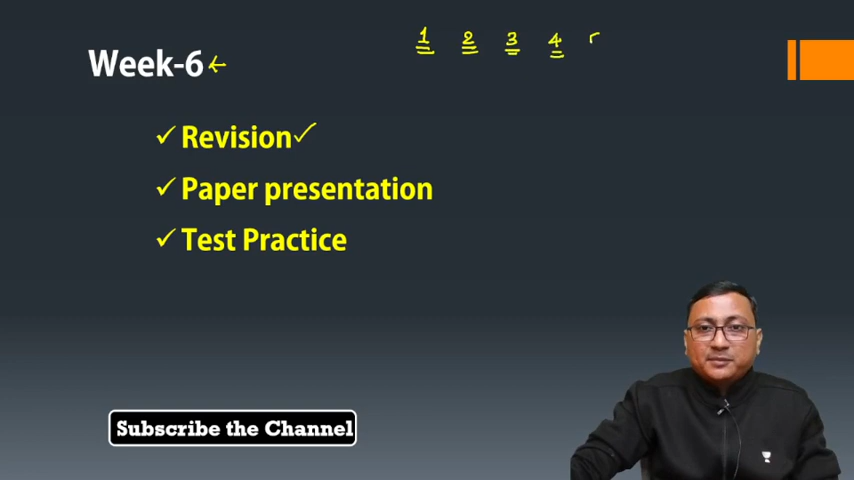 1 2 3 4
Week-6
Revision
Paper presentation
Test Practice
Subscribe the Channel